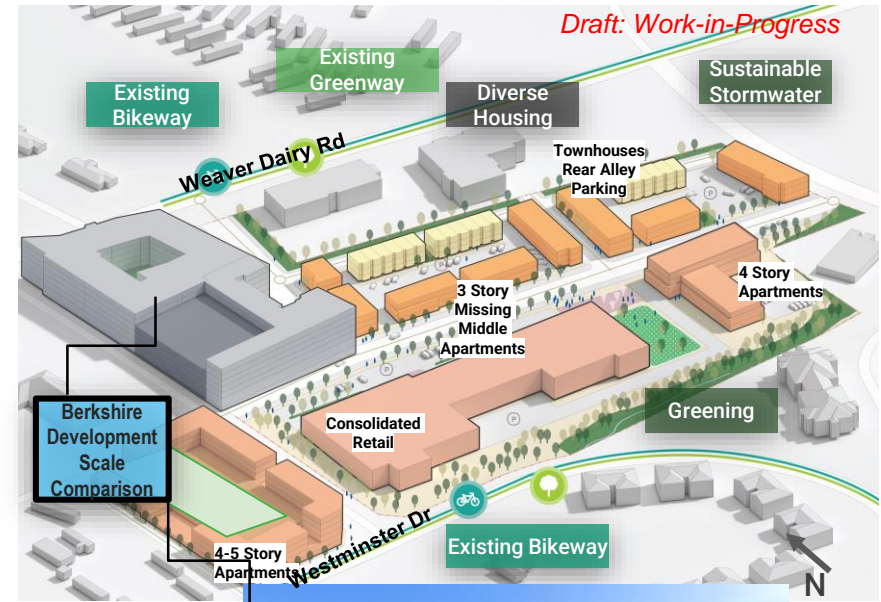 Draft: Work-in-Progress
Existing
Greenway
Sustainable
Stormwater
Existing
Bikeway
Diverse
Housing
Weaver Dairy Rd
Townhouses
Rear Alley
Parking
P
P
4 Story
Apartments
3 Story
Missing
Middle
Apartments
P
Berkshire
Development
Scale
Comparison
Consolidated
Retail
P
Greening
4-5 Story
Apartments
Westminster Dr
Existing Bikeway
N